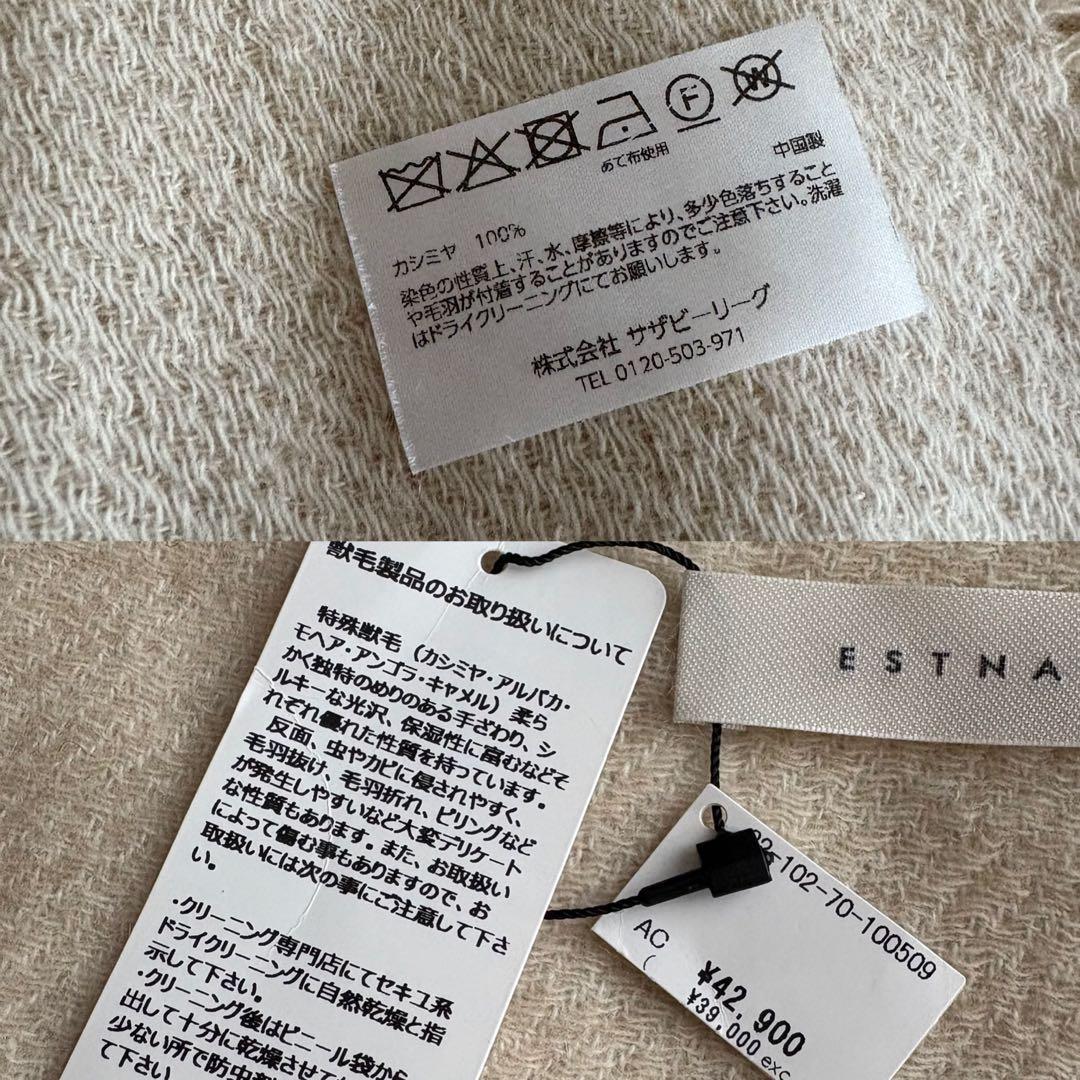 F
W
あて布使用
中国製
カシミヤ 100%
染色の性質上、汗、水、摩擦等により、多少色落ちすること
や毛羽が付着することがありますのでご注意下さい。洗濯
はドライクリーニングにてお願いします。
株式会社 サザビーリーグ
TEL 0120-503-971
獣毛製品のお取り扱いについて
特殊獣毛(カシミヤ・アルパカ・
モヘア・アンゴラ・キャメル)柔ら
かく独特のめりのある手ざわり、シ
ルキーな光沢、保湿性に富むなどそ
れぞれ優れた性質を持っています。
反面、虫やカビに侵されやすく、
毛羽抜け、毛羽折れ、ピリングなど
が発生しやすいなど大変デリケート
な性質もあります。また、お取扱い
によって傷む事もありますので、お
取扱いには次の事にご注意して下さ
い。
・クリーニング専門店にてセキユ系
ドライクリーニングに自然乾燥と指
示して下さい。
・クリーニング後はビニール袋から
出して十分に乾燥させて
少ない所で防虫
て下さい。
ESTNA
102-70-100509
AC
(
¥42,900
¥39,000 exc